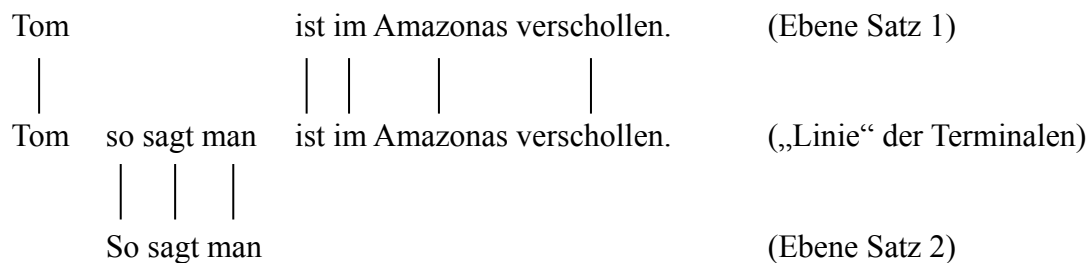 Tom ist im Amazonas verschollen. (Ebene Satz 1)
Tom so sagt man ist im Amazonas verschollen. („Linie“ der Terminalen)
So sagt man (Ebene Satz 2)